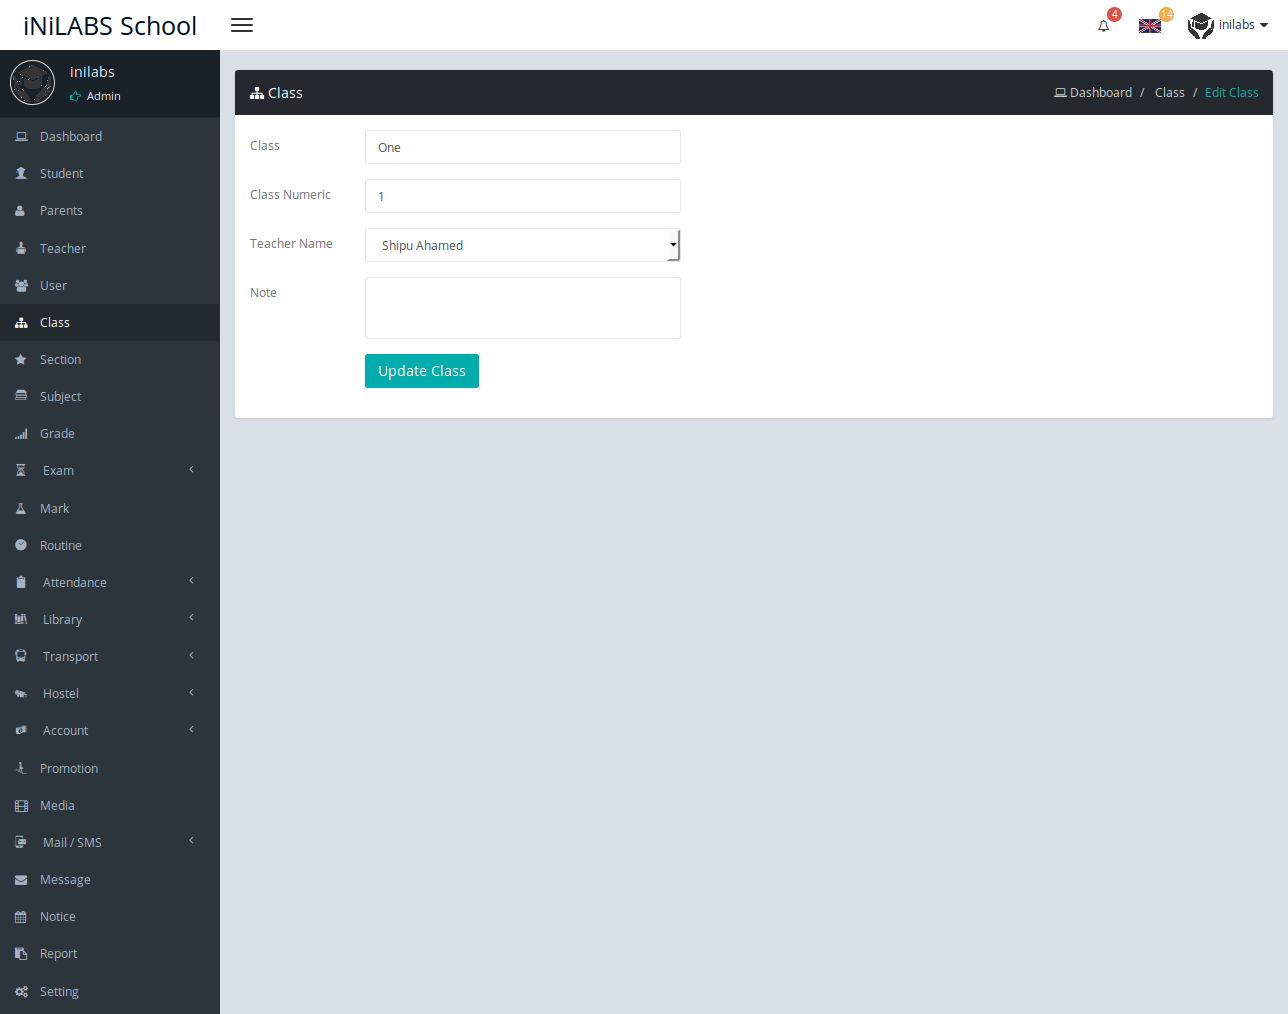 iNiLABS School
4
14
inilabs
inilabs
Admin
Dashboard
Student
Parents
Teacher
User
Class
Section
Subject
Grade
Exam
Mark
Routine
Attendance
Library
Transport
Hostel
Account
Promotion
Media
Mail / SMS
Message
Notice
Report
Setting
Class
Dashboard / Class / Edit Class
Class One
Class Numeric 1
Teacher Name Shipu Ahamed
Note
Update Class